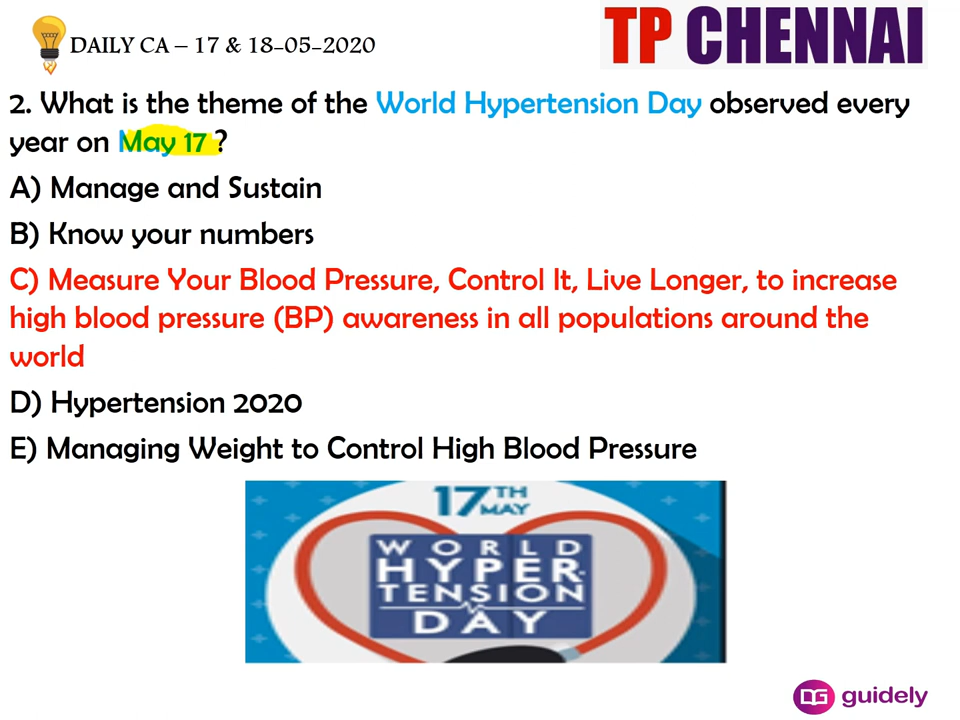 DAILY CA – 17 & 18-05-2020
TP CHENNAI
2. What is the theme of the World Hypertension Day observed every
year on May 17 ?
A) Manage and Sustain
B) Know your numbers
C) Measure Your Blood Pressure, Control It, Live Longer, to increase
high blood pressure (BP) awareness in all populations around the
world
D) Hypertension 2020
E) Managing Weight to Control High Blood Pressure
17TH
MAY
WORLD
HYPER-
TENSION
DAY
guidely